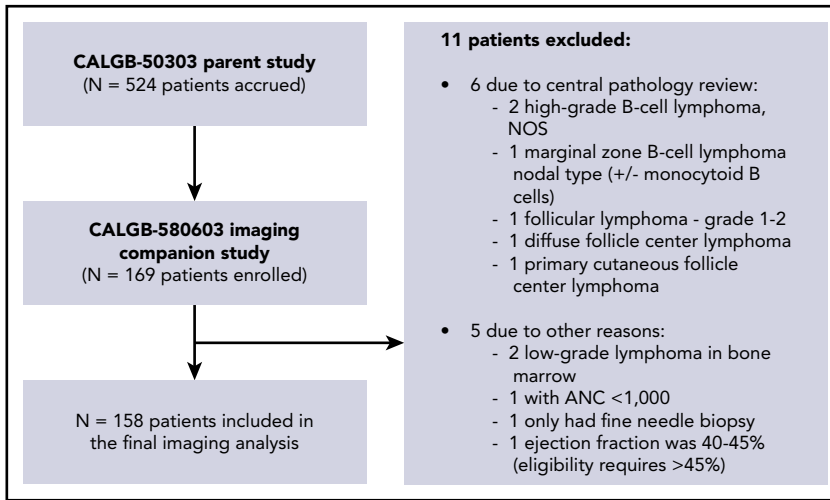 CALGB-50303 parent study
(N = 524 patients accrued)
CALGB-580603 imaging
companion study
(N = 169 patients enrolled)
N = 158 patients included in
the final imaging analysis
11 patients excluded:
• 6 due to central pathology review:
- 2 high-grade B-cell lymphoma,
NOS
- 1 marginal zone B-cell lymphoma
nodal type (+/- monocytoid B
cells)
- 1 follicular lymphoma - grade 1-2
- 1 diffuse follicle center lymphoma
- 1 primary cutaneous follicle
center lymphoma
• 5 due to other reasons:
- 2 low-grade lymphoma in bone
marrow
- 1 with ANC <1,000
- 1 only had fine needle biopsy
- 1 ejection fraction was 40-45%
(eligibility requires >45%)